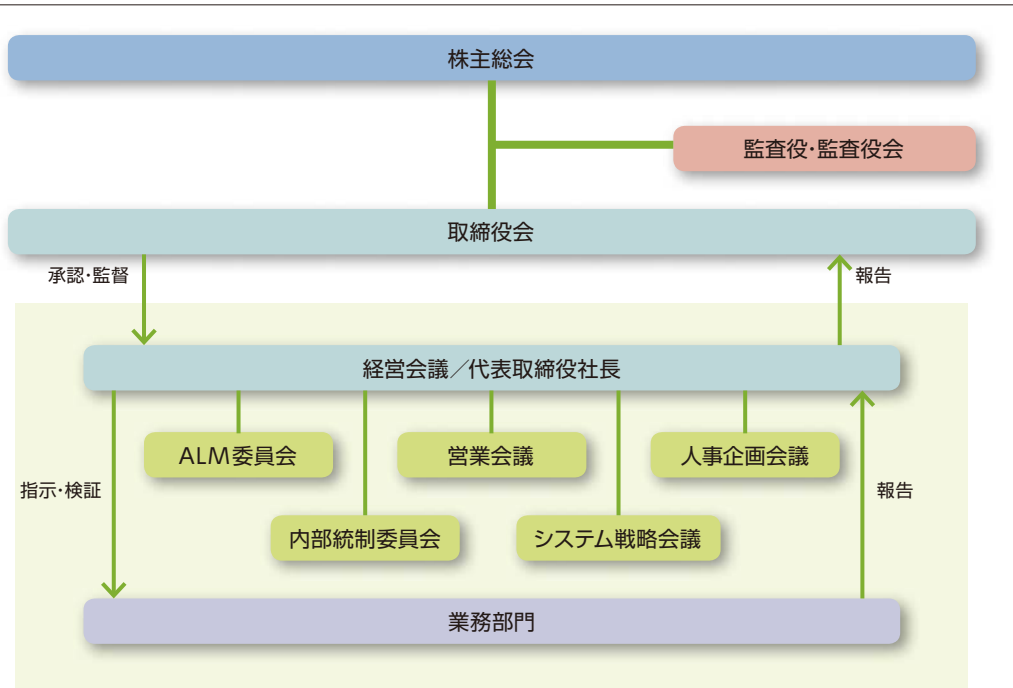 株主総会
監査役・監査役会
取締役会
承認・監督
報告
経営会議／代表取締役社長
ALM委員会
営業会議
人事企画会議
指示・検証
報告
内部統制委員会
システム戦略会議
業務部門